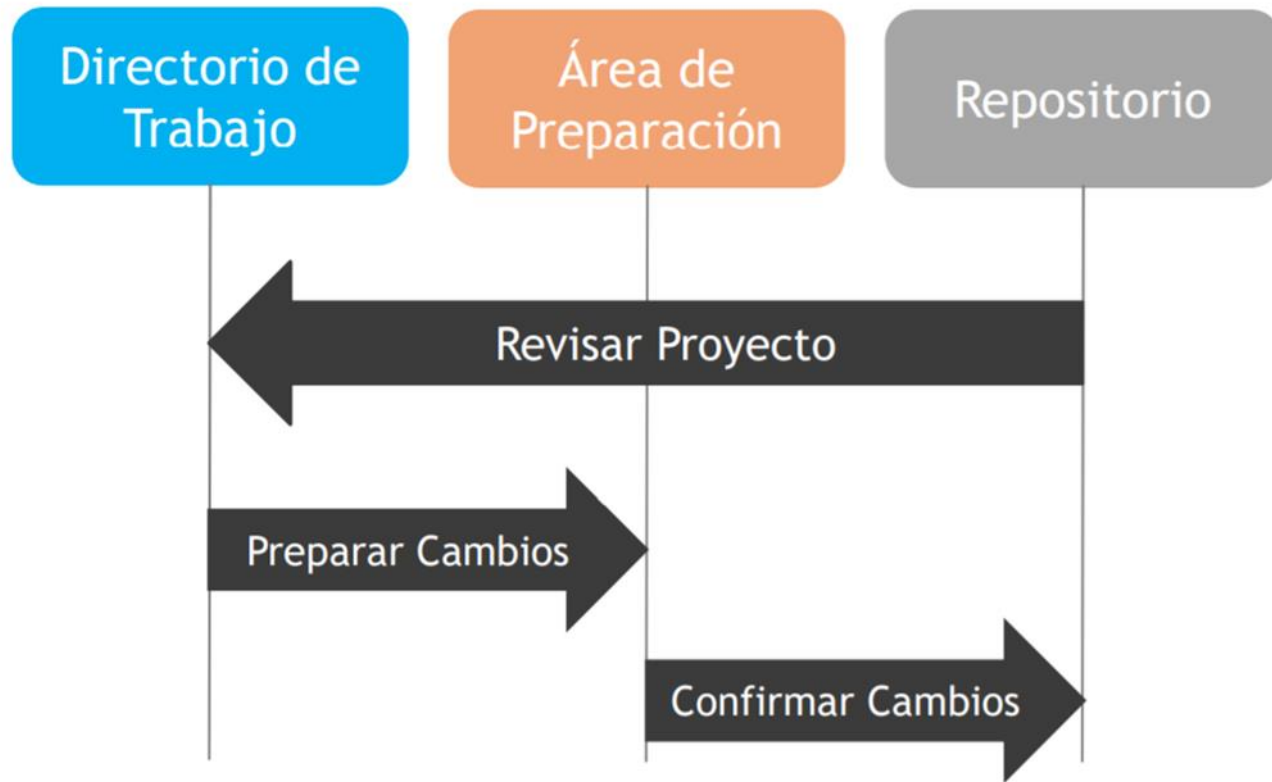 Directorio de
Trabajo
Área de
Preparación
Repositorio
Revisar Proyecto
Preparar Cambios
Confirmar Cambios